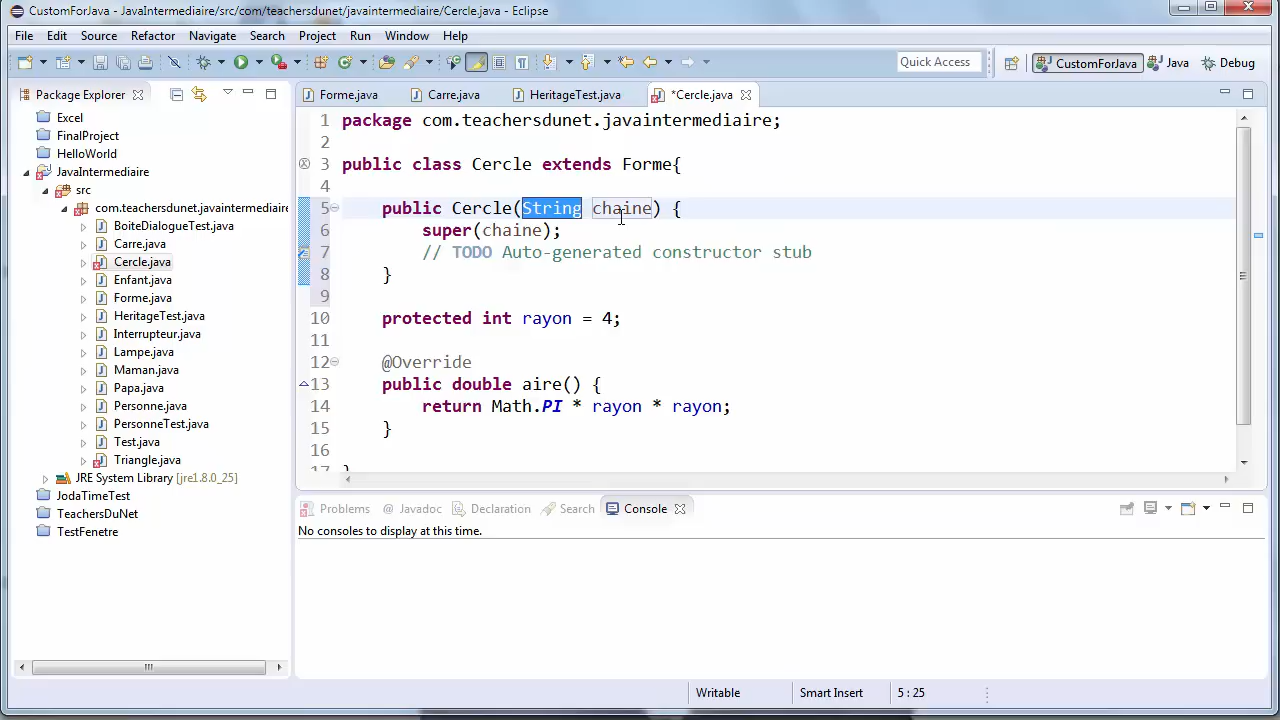 CustomForJava - JavaIntermediaire/src/com/teachersdunet/javaintermediaire/Cercle.java - Eclipse
File Edit Source Refactor Navigate Search Project Run Window Help
Quick Access CustomForJava Java Debug
Package Explorer
Excel
FinalProject
HelloWorld
JavaIntermediaire
src
com.teachersdunet.javaintermediaire
BoiteDialogueTest.java
Carre.java
Cercle.java
Enfant.java
Forme.java
HeritageTest.java
Interrupteur.java
Lampe.java
Maman.java
Papa.java
Personne.java
PersonneTest.java
Test.java
Triangle.java
JRE System Library [jre1.8.0_25]
JodaTimeTest
TeachersDuNet
TestFenetre
Forme.java Carre.java HeritageTest.java *Cercle.java
1 package com.teachersdunet.javaintermediaire;
2
3 public class Cercle extends Forme{
4
5 public Cercle(String chaine) {
6 super(chaine);
7 // TODO Auto-generated constructor stub
8 }
9
10 protected int rayon = 4;
11
12 @Override
13 public double aire() {
14 return Math.PI * rayon * rayon;
15 }
16
17 }
Problems @ Javadoc Declaration Search Console
No consoles to display at this time.
Writable Smart Insert 5 : 25